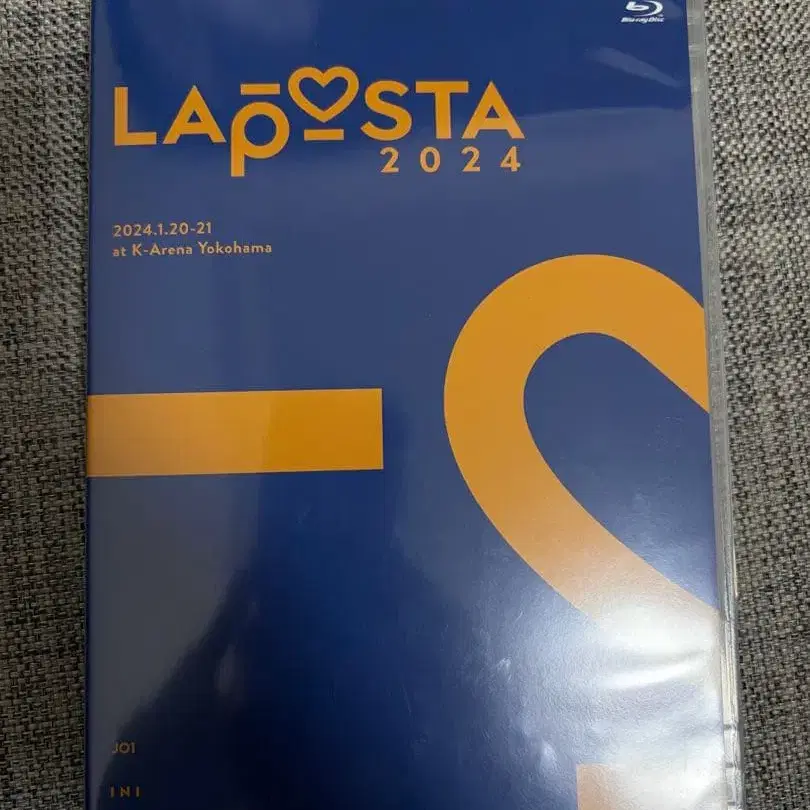 Blu-ray Disc
LAPOSTA
2024
2024.1.20-21
at K-Arena Yokohama
JO1
INI